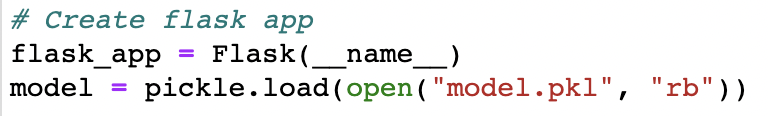 # Create flask app
flask_app = Flask(__name__)
model = pickle.load(open("model.pkl", "rb"))